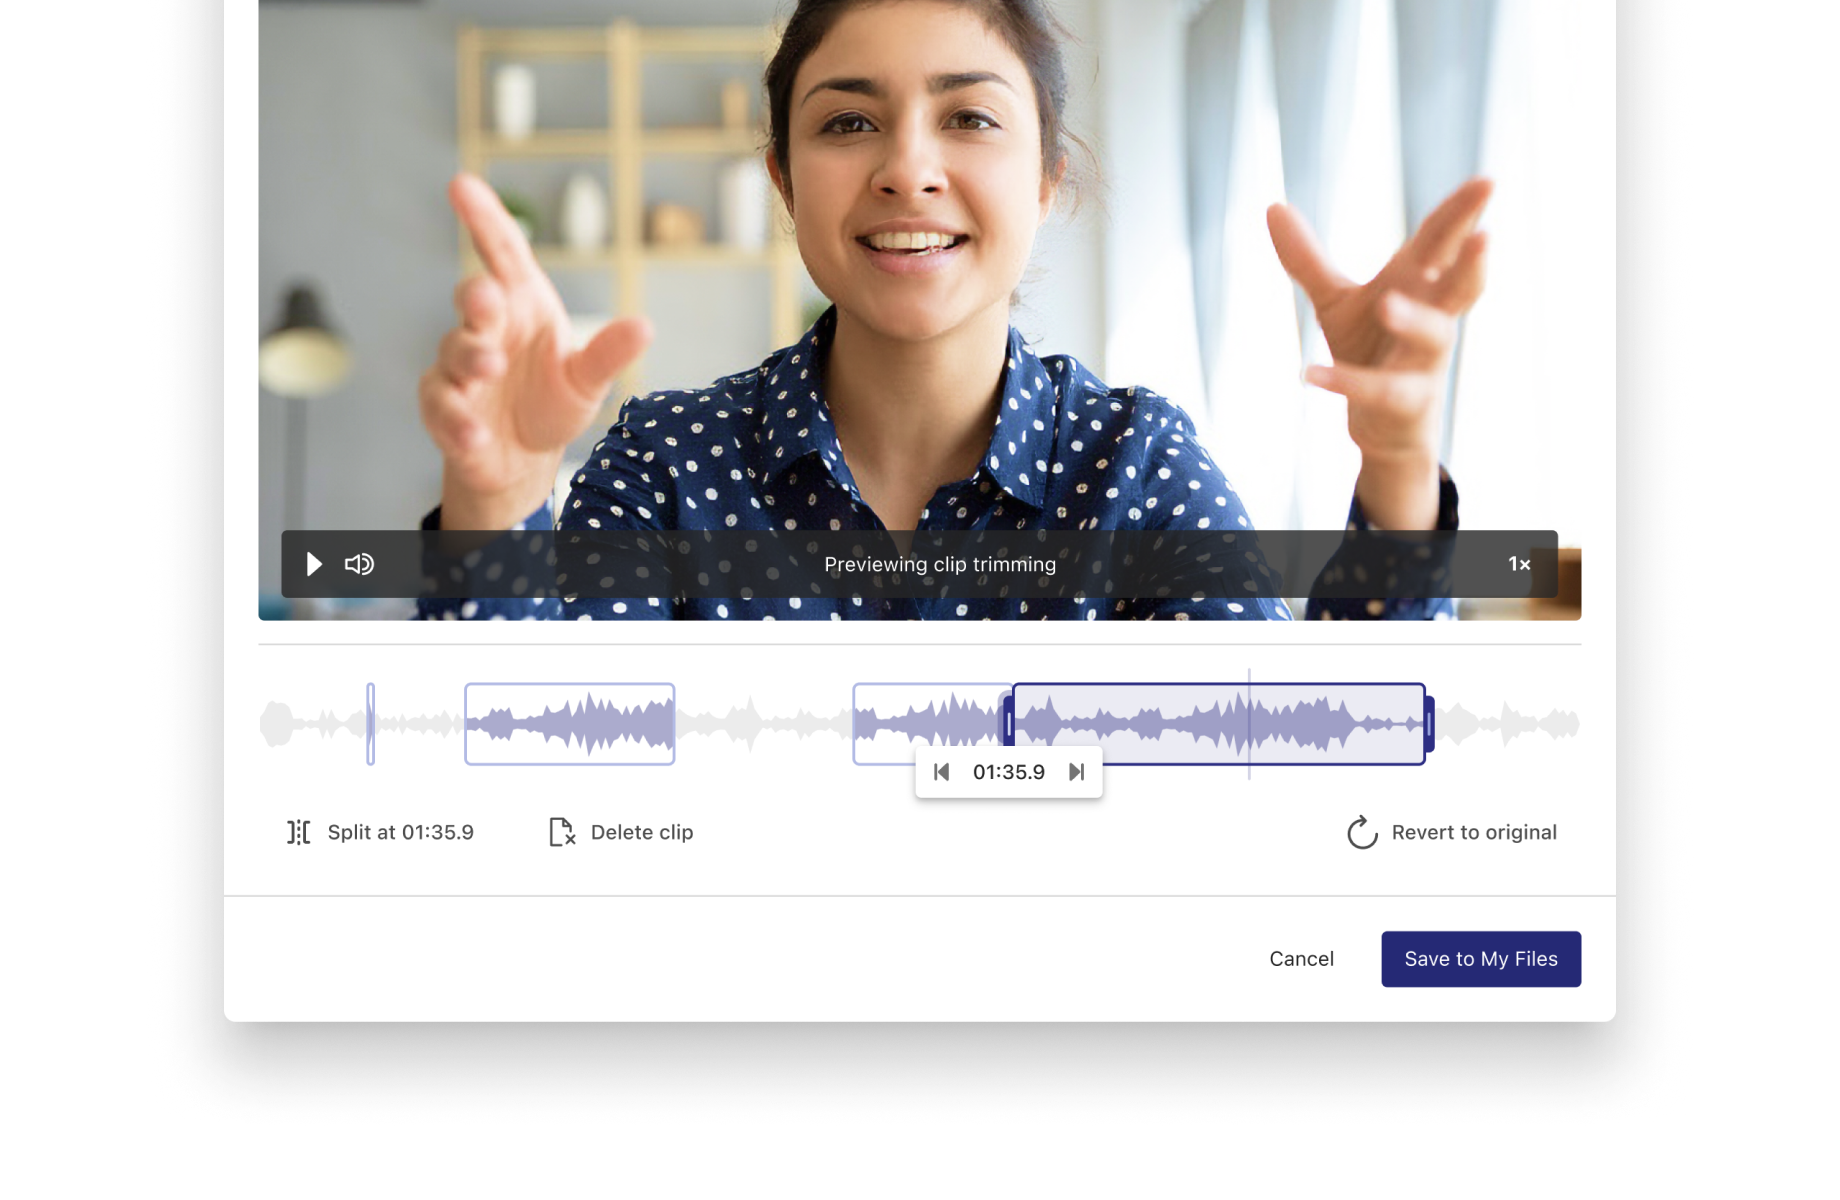 Previewing clip trimming
1×
01:35.9
Split at 01:35.9
Delete clip
Revert to original
Cancel
Save to My Files